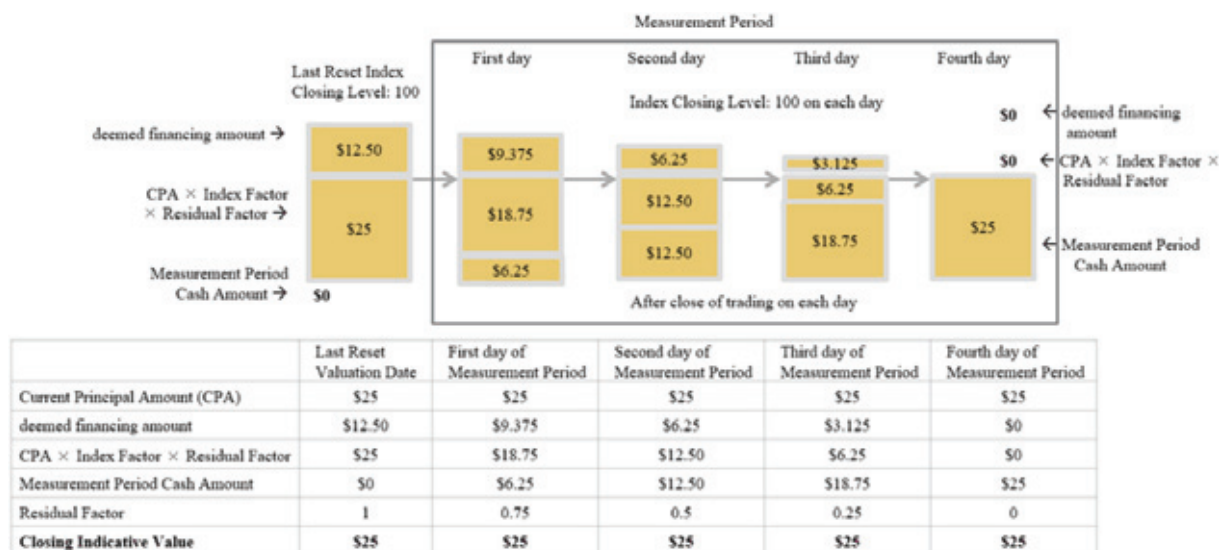 Measurement Period
First day Second day Third day Fourth day
Last Reset Index
Closing Level: 100
Index Closing Level: 100 on each day
deemed financing amount →
$12.50
$9.375
$6.25
$3.125
$0 ← deemed financing
amount
CPA × Index Factor
× Residual Factor →
$25
$18.75
$12.50
$6.25
$0 ← CPA × Index Factor ×
Residual Factor
Measurement Period
Cash Amount → $0
$6.25
$12.50
$18.75
$25
← Measurement Period
Cash Amount
After close of trading on each day
Last Reset First day of Second day of Third day of Fourth day of
Valuation Date Measurement Period Measurement Period Measurement Period Measurement Period
Current Principal Amount (CPA) $25 $25 $25 $25 $25
deemed financing amount $12.50 $9.375 $6.25 $3.125 $0
CPA × Index Factor × Residual Factor $25 $18.75 $12.50 $6.25 $0
Measurement Period Cash Amount $0 $6.25 $12.50 $18.75 $25
Residual Factor 1 0.75 0.5 0.25 0
Closing Indicative Value $25 $25 $25 $25 $25